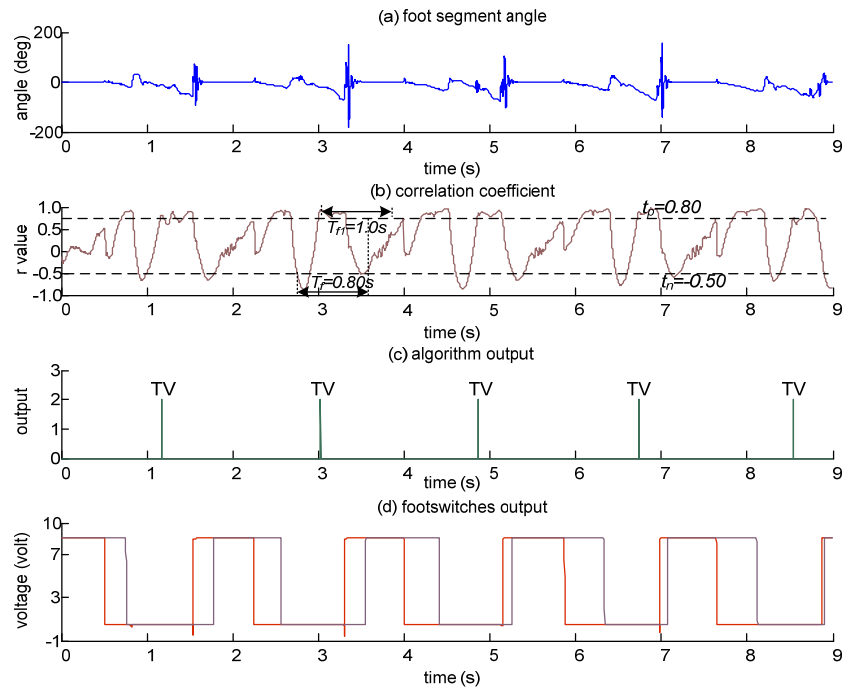 (a) foot segment angle
200
0
-200
angle (deg)
0 1 2 3 4 5 6 7 8 9
time (s)
(b) correlation coefficient
1.0
0.5
0
-0.5
-1.0
r value
tp=0.80
Tf1=1.0s
Tf=0.80s
tn=-0.50
0 1 2 3 4 5 6 7 8 9
time (s)
(c) algorithm output
3
2
1
0
output
TV TV TV TV TV
0 1 2 3 4 5 6 7 8 9
time (s)
(d) footswitches output
10
7
3
-1
voltage (volt)
0 1 2 3 4 5 6 7 8 9
time (s)